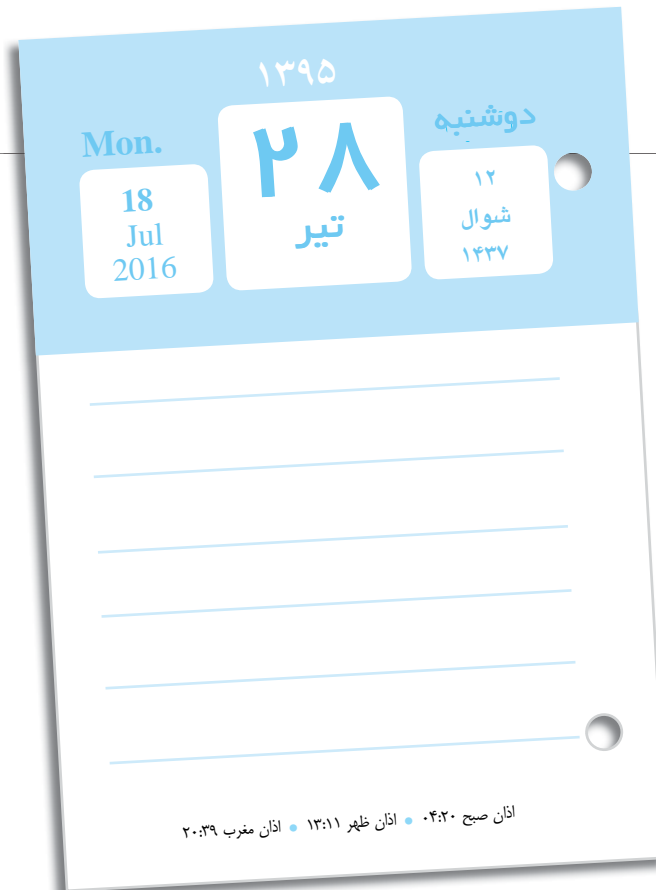 ۱۳۹۵
دوشنبه
۲۸
تیر
۱۲
شوال
۱۴۳۷
Mon.
18
Jul
2016
اذان صبح ۰۴:۲۰ • اذان ظهر ۱۳:۱۱ • اذان مغرب ۲۰:۳۹